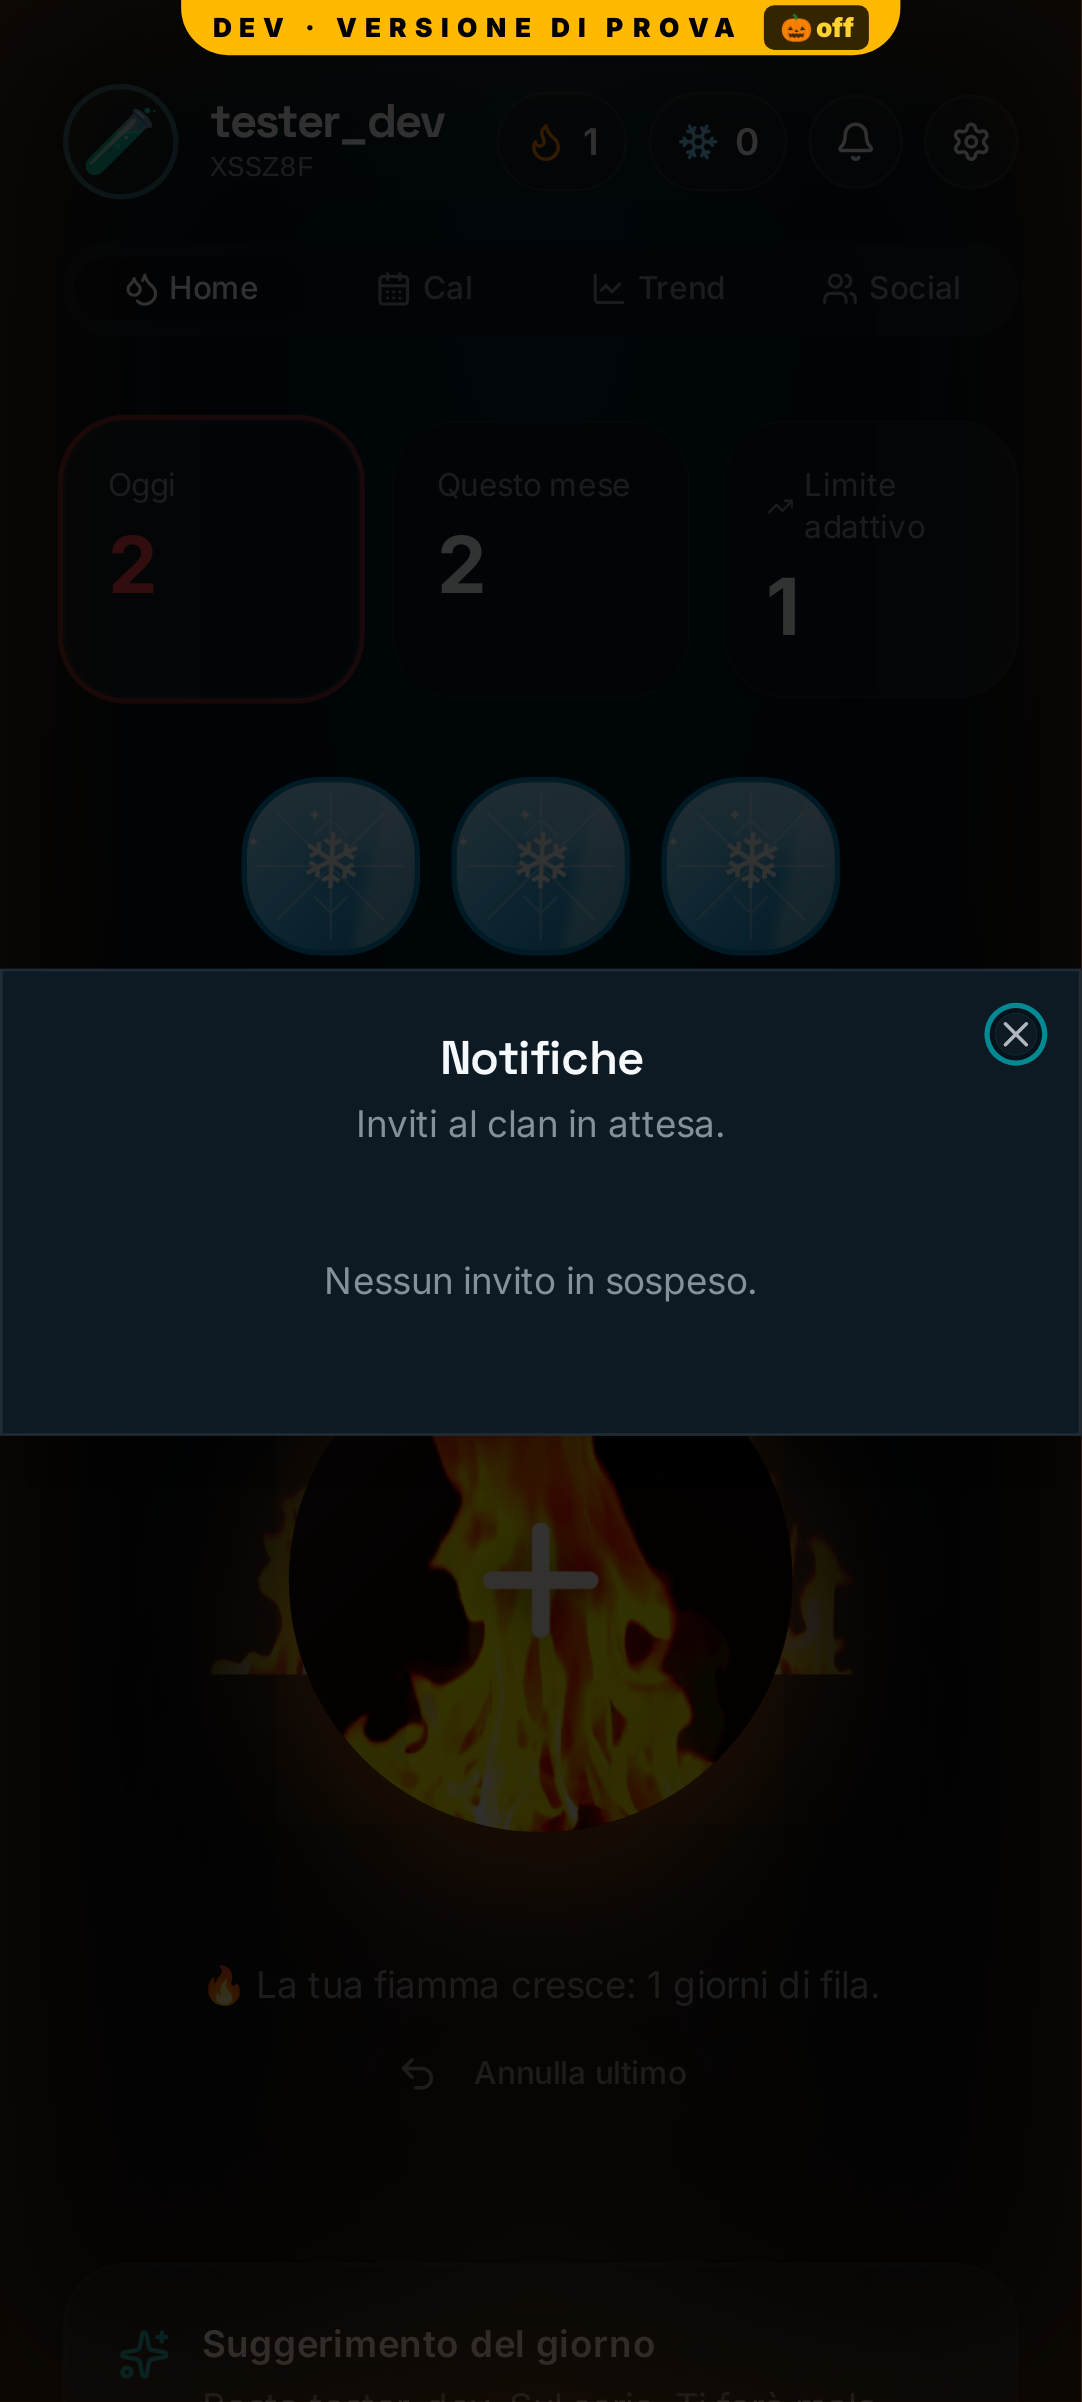 DEV · VERSIONE DI PROVA 🎃 off
tester_dev
XSSZ8F
1
0
Home
Cal
Trend
Social
Oggi
2
Questo mese
2
Limite
adattivo
1
Notifiche
Inviti al clan in attesa.
Nessun invito in sospeso.
🔥 La tua fiamma cresce: 1 giorni di fila.
Annulla ultimo
Suggerimento del giorno